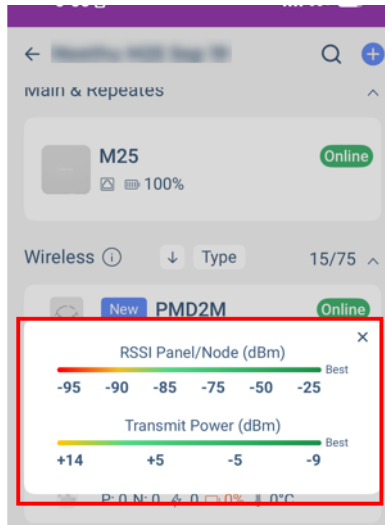 Main & Repeates
M25
Online
100%
Wireless
Type
15/75
New
PMD2M
Online
RSSI Panel/Node (dBm)
Best
-95 -90 -85 -75 -50 -25
Transmit Power (dBm)
Best
+14 +5 -5 -9
P: 0 N: 0 0 0% 0°C